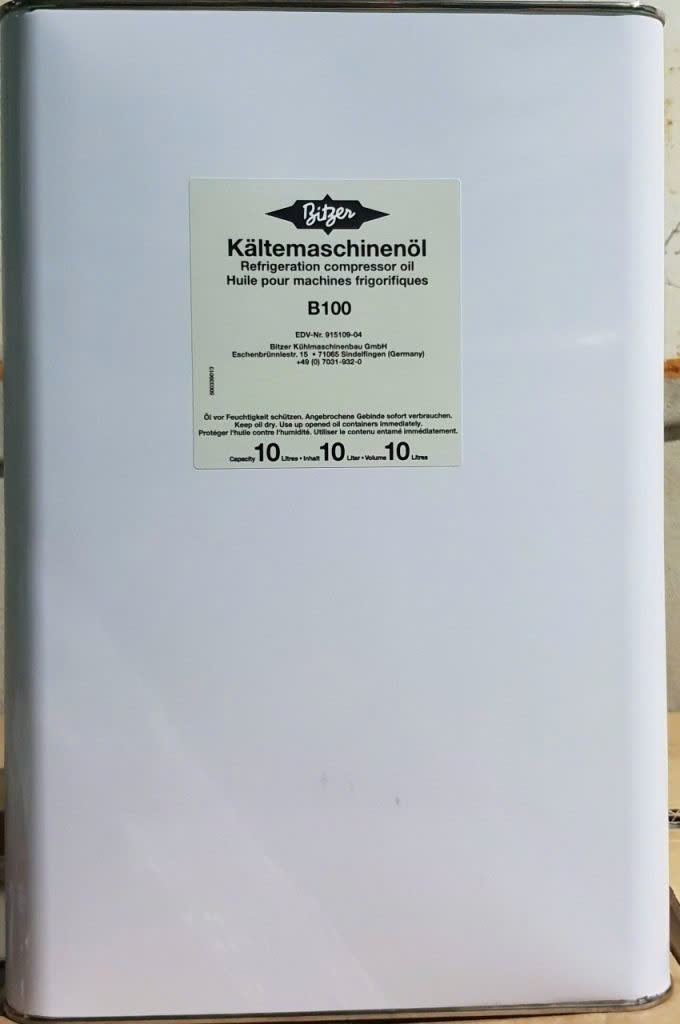 Bitzer
Kältemaschinenöl
Refrigeration compressor oil
Huile pour machines frigorifiques
B100
EDV-Nr. 915109-04
Bitzer Kühlmaschinenbau GmbH
Eschenbrünnlestr. 15 • 71065 Sindelfingen (Germany)
+49 (0) 7031-932-0
Öl vor Feuchtigkeit schützen. Angebrochene Gebinde sofort verbrauchen.
Keep oil dry. Use up opened oil containers immediately.
Protéger l'huile contre l'humidité. Utiliser le contenu entamé immédiatement.
Capacity 10 Litres • Inhalt 10 Liter • Volume 10 Litres